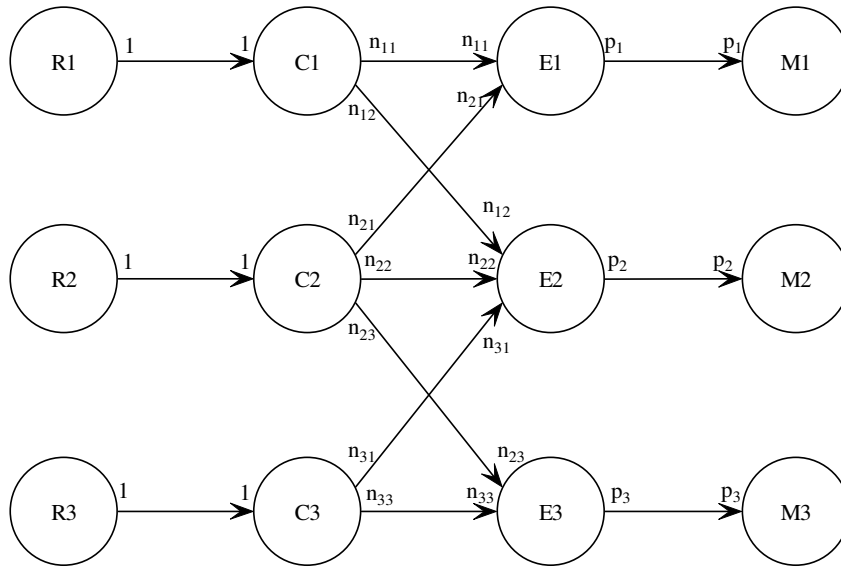 R1 1 1 C1 n₁₁ n₁₁ E1 p₁ p₁ M1
n₁₂ n₂₁
n₂₁ n₁₂
R2 1 1 C2 n₂₂ n₂₂ E2 p₂ p₂ M2
n₂₃ n₃₁
n₃₁ n₂₃
R3 1 1 C3 n₃₃ n₃₃ E3 p₃ p₃ M3